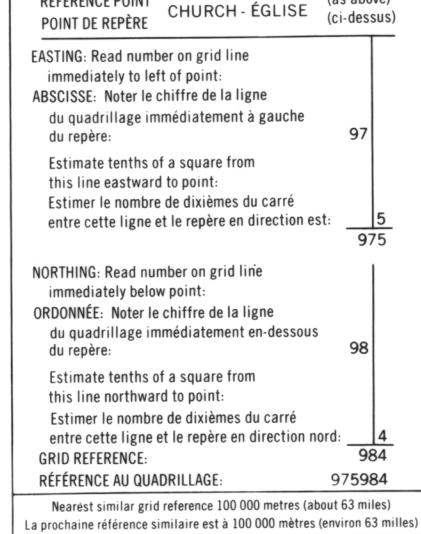 REFERENCE POINT
POINT DE REPÈRE
CHURCH - ÉGLISE
(as above)
(ci-dessus)
EASTING: Read number on grid line
immediately to left of point:
ABSCISSE: Noter le chiffre de la ligne
du quadrillage immédiatement à gauche
du repère: 97
Estimate tenths of a square from
this line eastward to point:
Estimer le nombre de dixièmes du carré
entre cette ligne et le repère en direction est: 5
975
NORTHING: Read number on grid line
immediately below point:
ORDONNÉE: Noter le chiffre de la ligne
du quadrillage immédiatement en-dessous
du repère: 98
Estimate tenths of a square from
this line northward to point:
Estimer le nombre de dixièmes du carré
entre cette ligne et le repère en direction nord: 4
GRID REFERENCE: 984
RÉFÉRENCE AU QUADRILLAGE: 975984
Nearest similar grid reference 100 000 metres (about 63 miles)
La prochaine référence similaire est à 100 000 mètres (environ 63 milles)